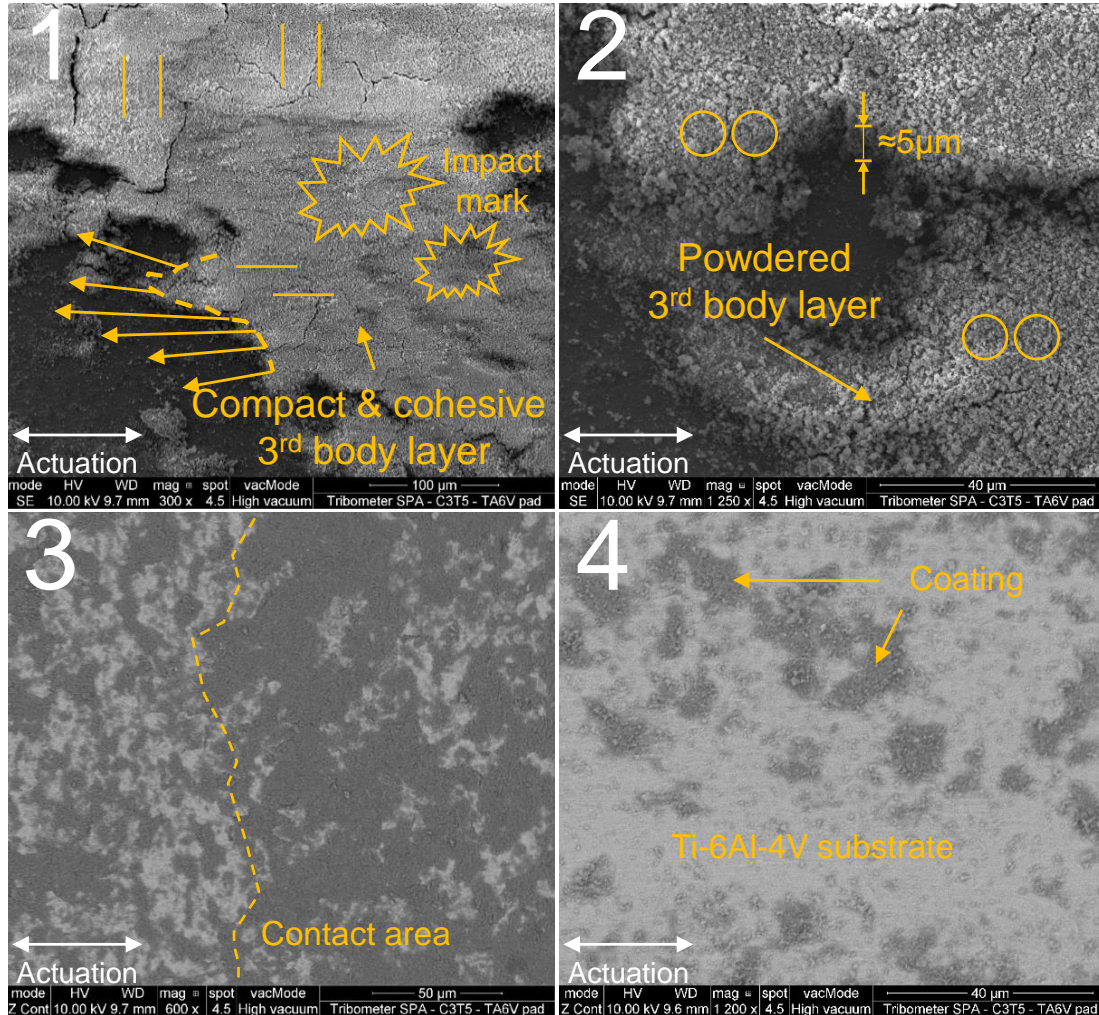 1
Impact
mark
Compact & cohesive
3rd body layer
Actuation
mode HV WD mag spot vacMode 100 µm
SE 10.00 kV 9.7 mm 300 x 4.5 High vacuum Tribometer SPA - C3T5 - TA6V pad
2
≈5µm
Powdered
3rd body layer
Actuation
mode HV WD mag spot vacMode 40 µm
SE 10.00 kV 9.7 mm 1 250 x 4.5 High vacuum Tribometer SPA - C3T5 - TA6V pad
3
Contact area
Actuation
mode HV WD mag spot vacMode 50 µm
Z Cont 10.00 kV 9.7 mm 600 x 4.5 High vacuum Tribometer SPA - C3T5 - TA6V pad
4
Coating
Ti-6Al-4V substrate
Actuation
mode HV WD mag spot vacMode 40 µm
Z Cont 10.00 kV 9.6 mm 1 200 x 4.5 High vacuum Tribometer SPA - C3T5 - TA6V pad